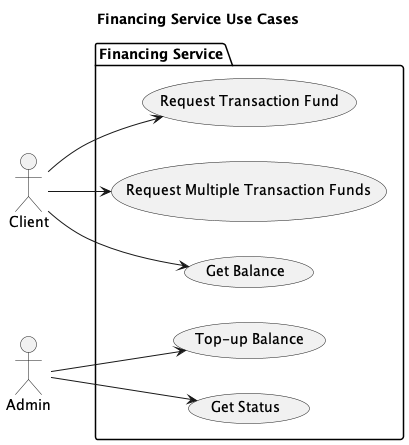 Financing Service Use Cases
Financing Service
Request Transaction Fund
Request Multiple Transaction Funds
Client
Get Balance
Top-up Balance
Admin
Get Status